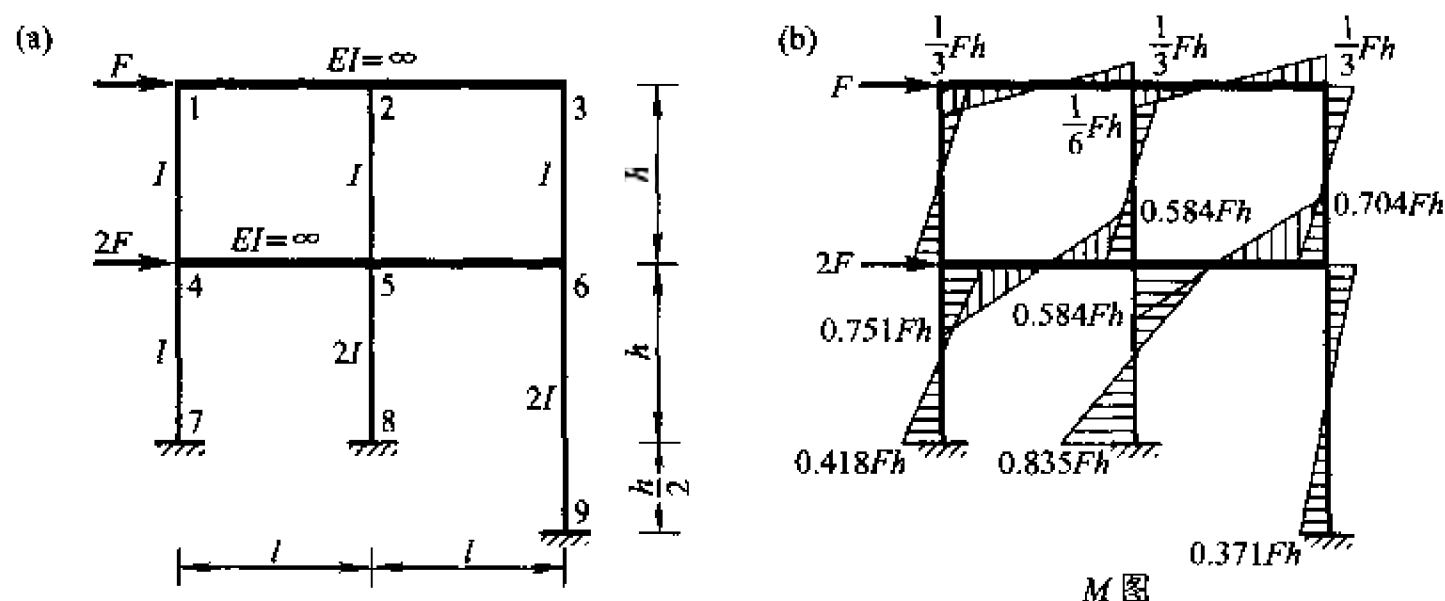 (a)
F
EI=∞
1
2
3
I
I
I
h
2F
EI=∞
4
5
6
I
2I
2I
h
7
8
9
h/2
l
l
(b)
1/3Fh
1/3Fh
1/3Fh
F
1/6Fh
0.584Fh
0.704Fh
2F
0.751Fh
0.584Fh
0.418Fh
0.835Fh
0.371Fh
M 图